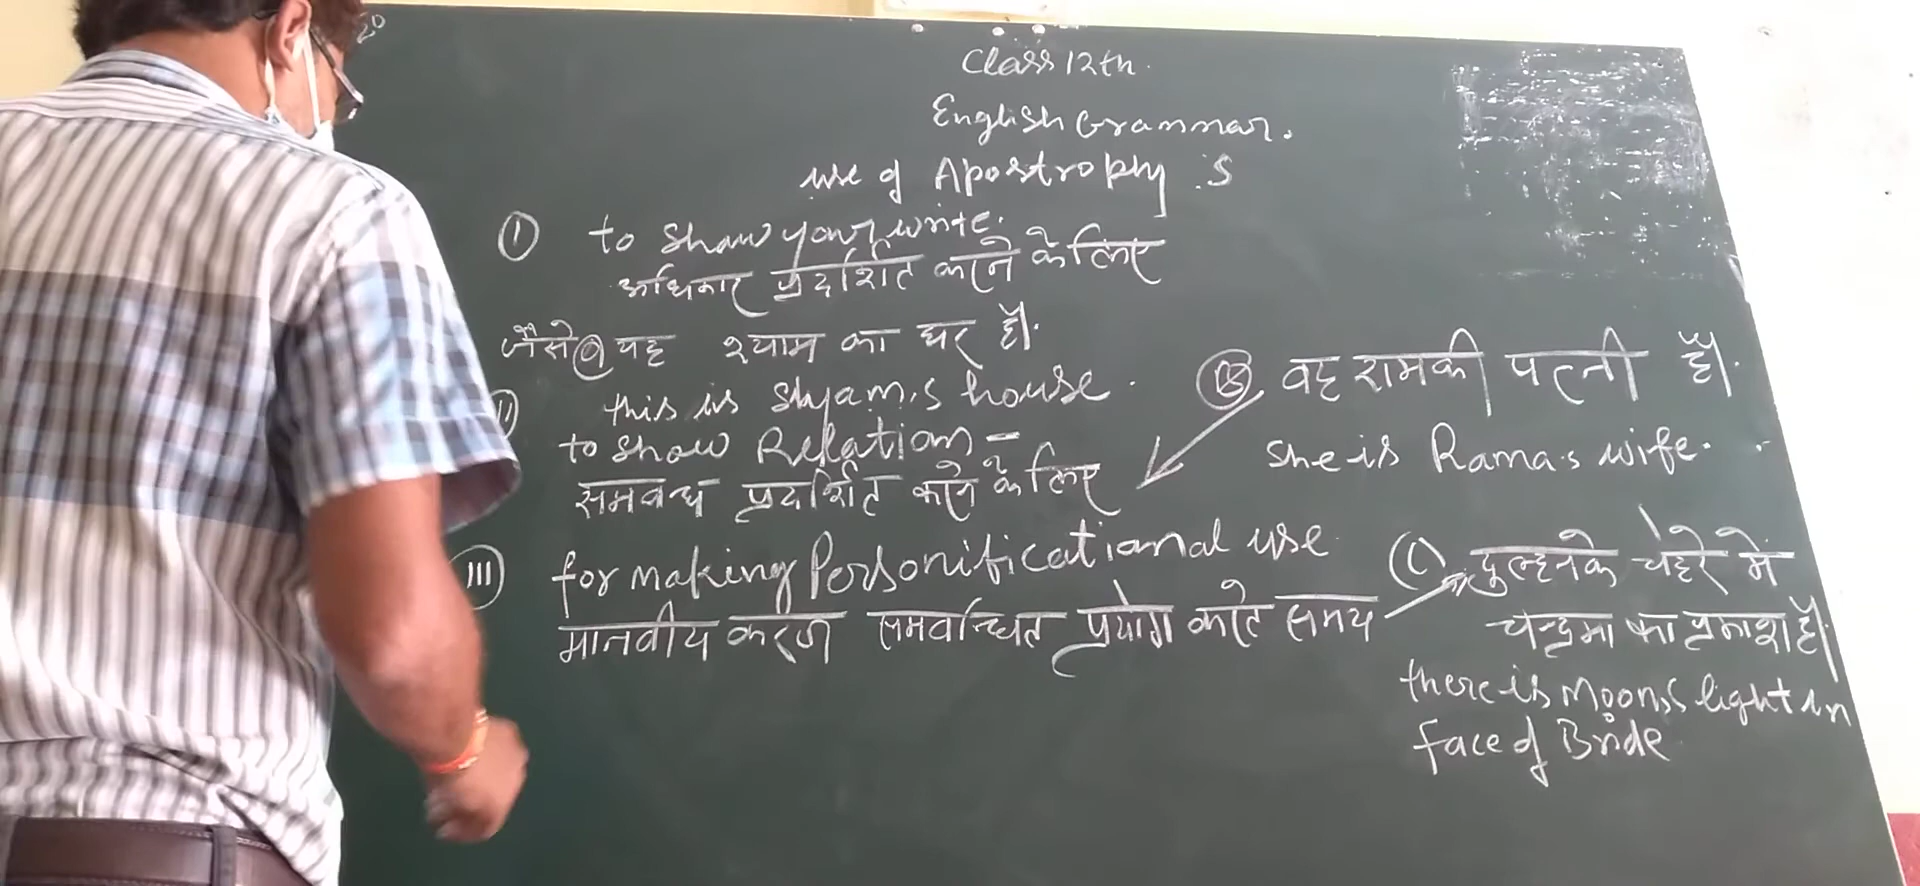 20
Class 12th.
English Grammar.
use of Apostrophy 's
① to show your write.
अधिकार प्रदर्शित करने के लिए
जैसे ⓐ यह श्याम का घर है।
this is Shyam's house.
(II) to show Relation –
सम्बन्ध प्रदर्शित करने के लिए
Ⓑ वह राम की पत्नी है।
She is Rama's wife.
(III) for making Personificational use
मानवीय करण सम्बन्धित प्रयोग करते समय
(C) दुल्हन के चेहरे में
चन्द्रमा का प्रकाश है।
there is Moon's light in
face of Bride